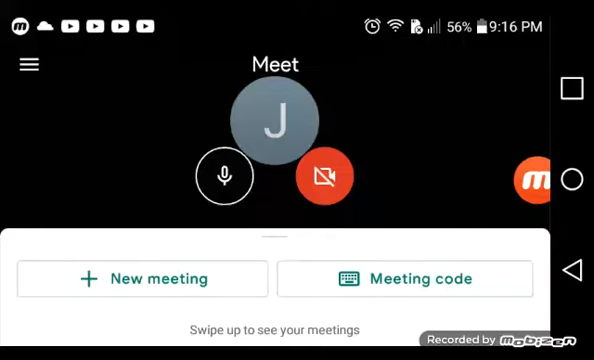 56% 9:16 PM
Meet
J
New meeting
Meeting code
Swipe up to see your meetings
Recorded by mobizen